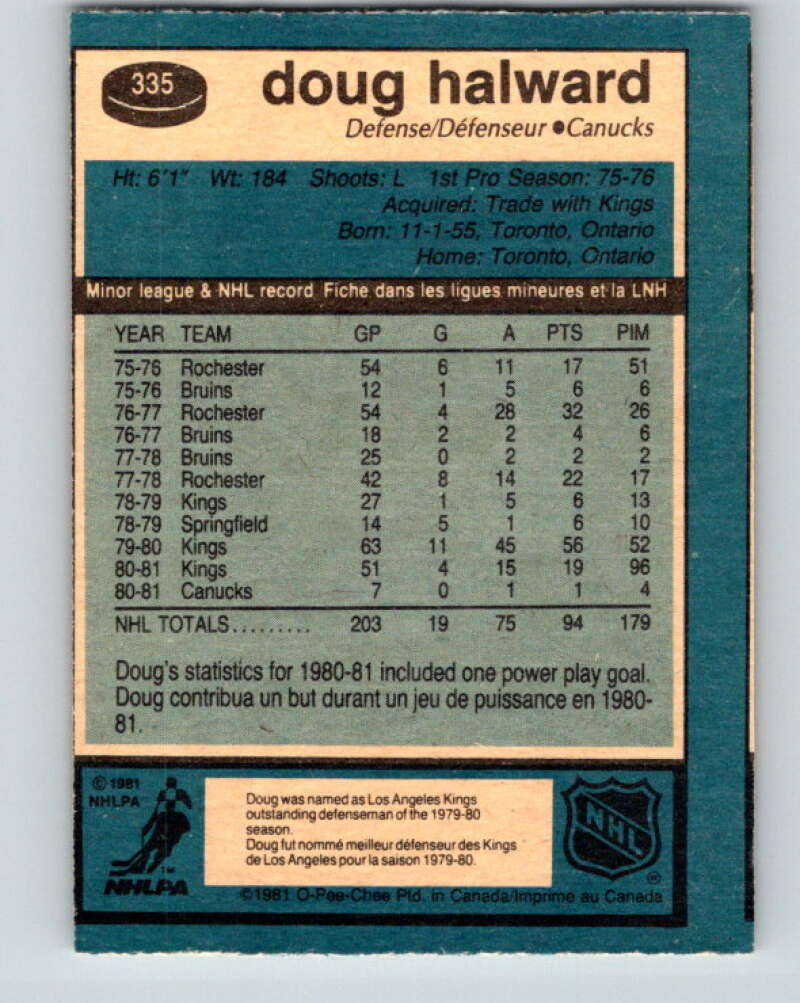 335
doug halward
Defense/Défenseur ●Canucks
Ht: 6'1" Wt: 184 Shoots: L 1st Pro Season: 75-76
Acquired: Trade with Kings
Born: 11-1-55, Toronto, Ontario
Home: Toronto, Ontario
Minor league & NHL record Fiche dans les ligues mineures et la LNH
YEAR TEAM GP G A PTS PIM
75-76 Rochester 54 6 11 17 51
75-76 Bruins 12 1 5 6 6
76-77 Rochester 54 4 28 32 26
76-77 Bruins 18 2 2 4 6
77-78 Bruins 25 0 2 2 2
77-78 Rochester 42 8 14 22 17
78-79 Kings 27 1 5 6 13
78-79 Springfield 14 5 1 6 10
79-80 Kings 63 11 45 56 52
80-81 Kings 51 4 15 19 96
80-81 Canucks 7 0 1 1 4
NHL TOTALS......... 203 19 75 94 179
Doug's statistics for 1980-81 included one power play goal.
Doug contribua un but durant un jeu de puissance en 1980-
81.
©1981
NHLPA
TM
NHLPA
Doug was named as Los Angeles Kings
outstanding defenseman of the 1979-80
season.
Doug fut nommé meilleur défenseur des Kings
de Los Angeles pour la saison 1979-80.
NHL
®
©1981 O-Pee-Chee Ptd. in Canada/Imprimé au Canada